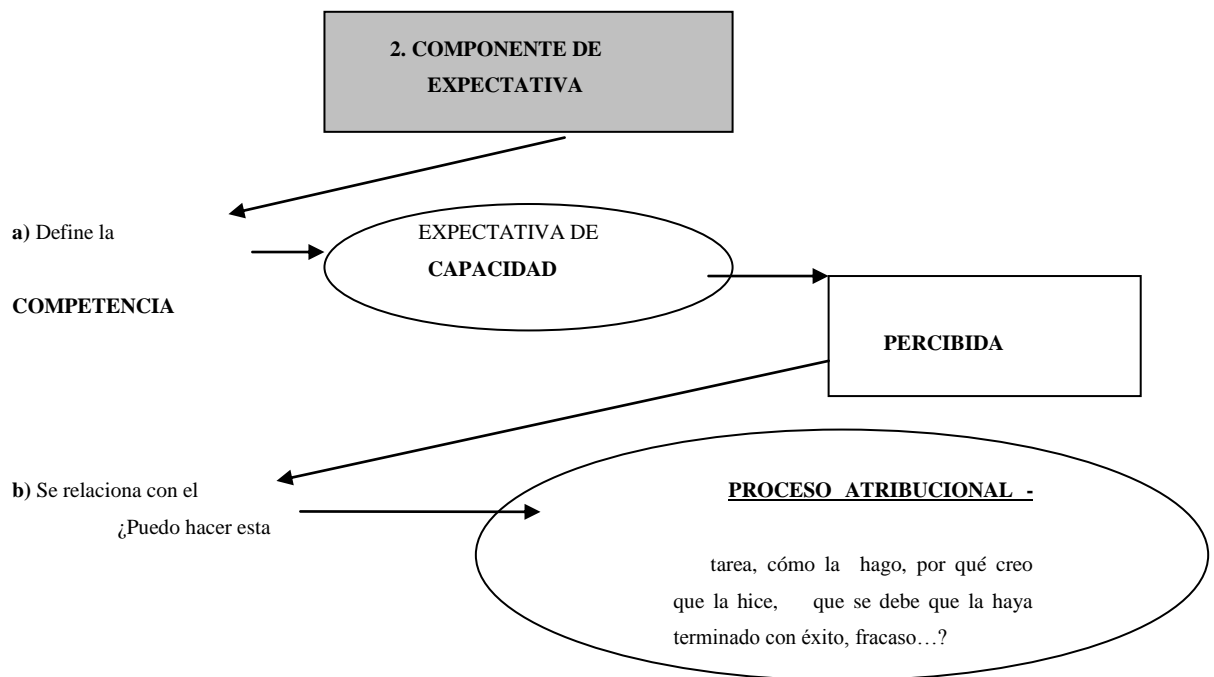 2. COMPONENTE DE
EXPECTATIVA
a) Define la
EXPECTATIVA DE
CAPACIDAD
COMPETENCIA
PERCIBIDA
b) Se relaciona con el
PROCESO ATRIBUCIONAL -
¿Puedo hacer esta
tarea, cómo la hago, por qué creo
que la hice, que se debe que la haya
terminado con éxito, fracaso…?